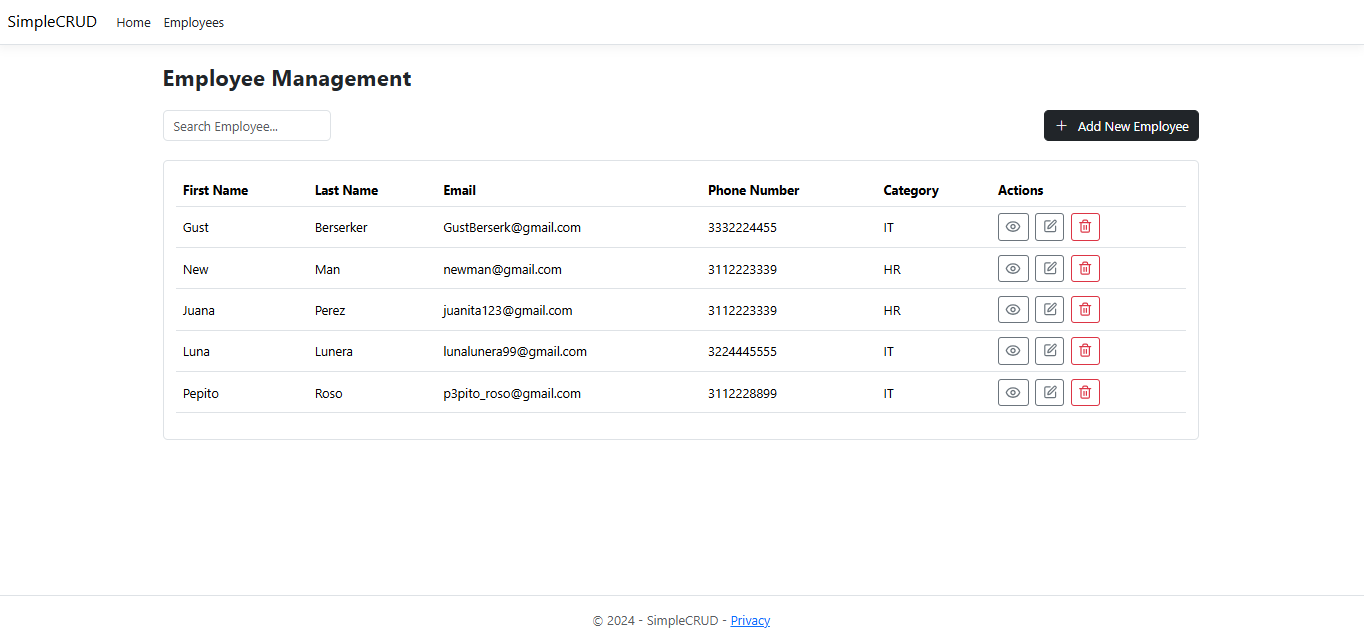 SimpleCRUD Home Employees
Employee Management
Search Employee...
+ Add New Employee
First Name Last Name Email Phone Number Category Actions
Gust Berserker GustBerserk@gmail.com 3332224455 IT
New Man newman@gmail.com 3112223339 HR
Juana Perez juanita123@gmail.com 3112223339 HR
Luna Lunera lunalunera99@gmail.com 3224445555 IT
Pepito Roso p3pito_roso@gmail.com 3112228899 IT
© 2024 - SimpleCRUD - Privacy